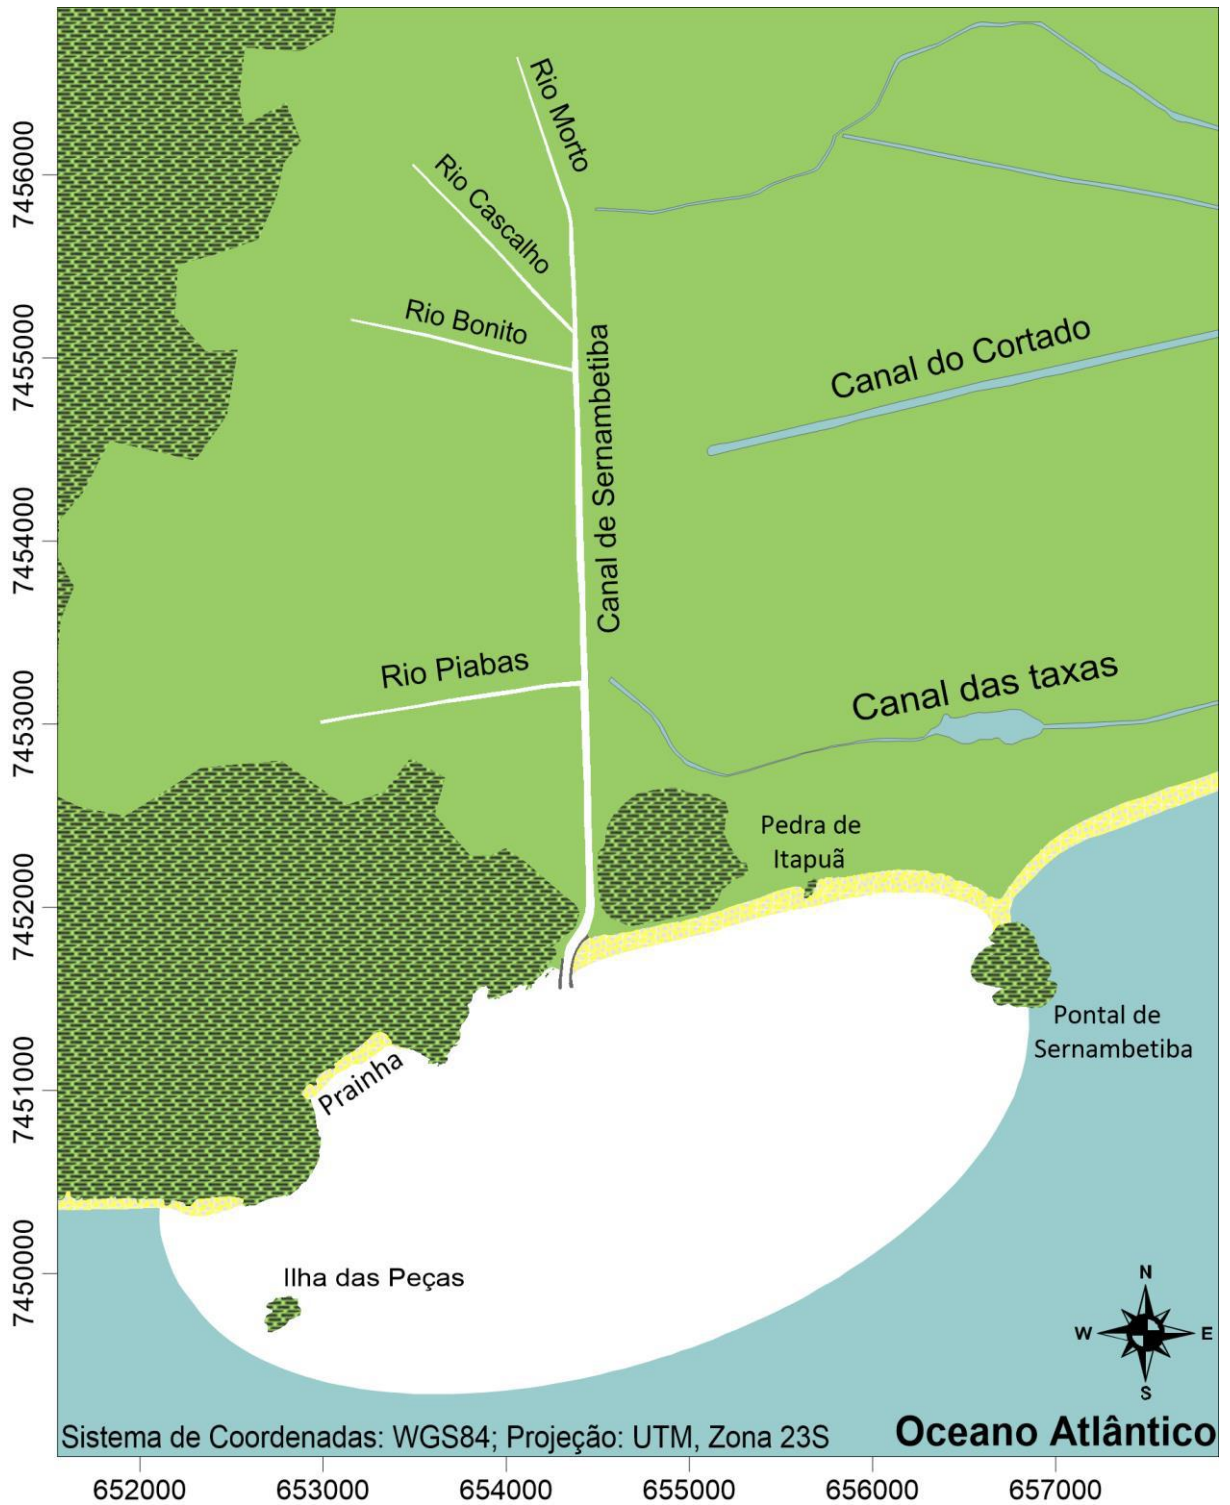 7456000
7455000
7454000
7453000
7452000
7451000
7450000
Rio Morto
Rio Cascalho
Rio Bonito
Canal de Sernambetiba
Canal do Cortado
Rio Piabas
Canal das taxas
Pedra de
Itapuã
Pontal de
Sernambetiba
Prainha
Ilha das Peças
N
W
E
S
Sistema de Coordenadas: WGS84; Projeção: UTM, Zona 23S
Oceano Atlântico
652000
653000
654000
655000
656000
657000